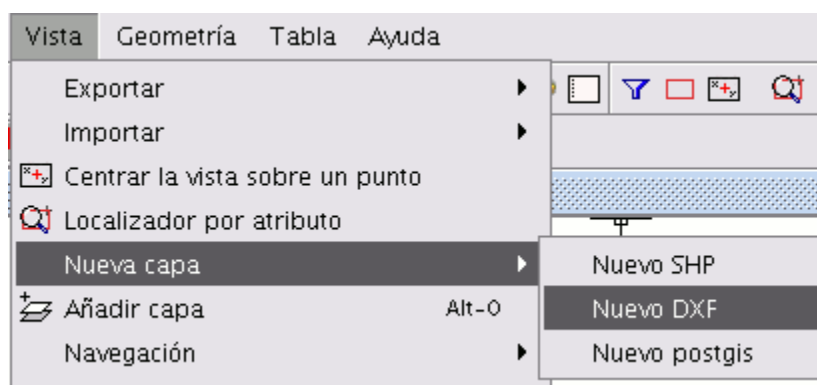 Vista Geometría Tabla Ayuda
Exportar
Importar
Centrar la vista sobre un punto
Localizador por atributo
Nueva capa
Nuevo SHP
Añadir capa Alt-O
Nuevo DXF
Navegación
Nuevo postgis